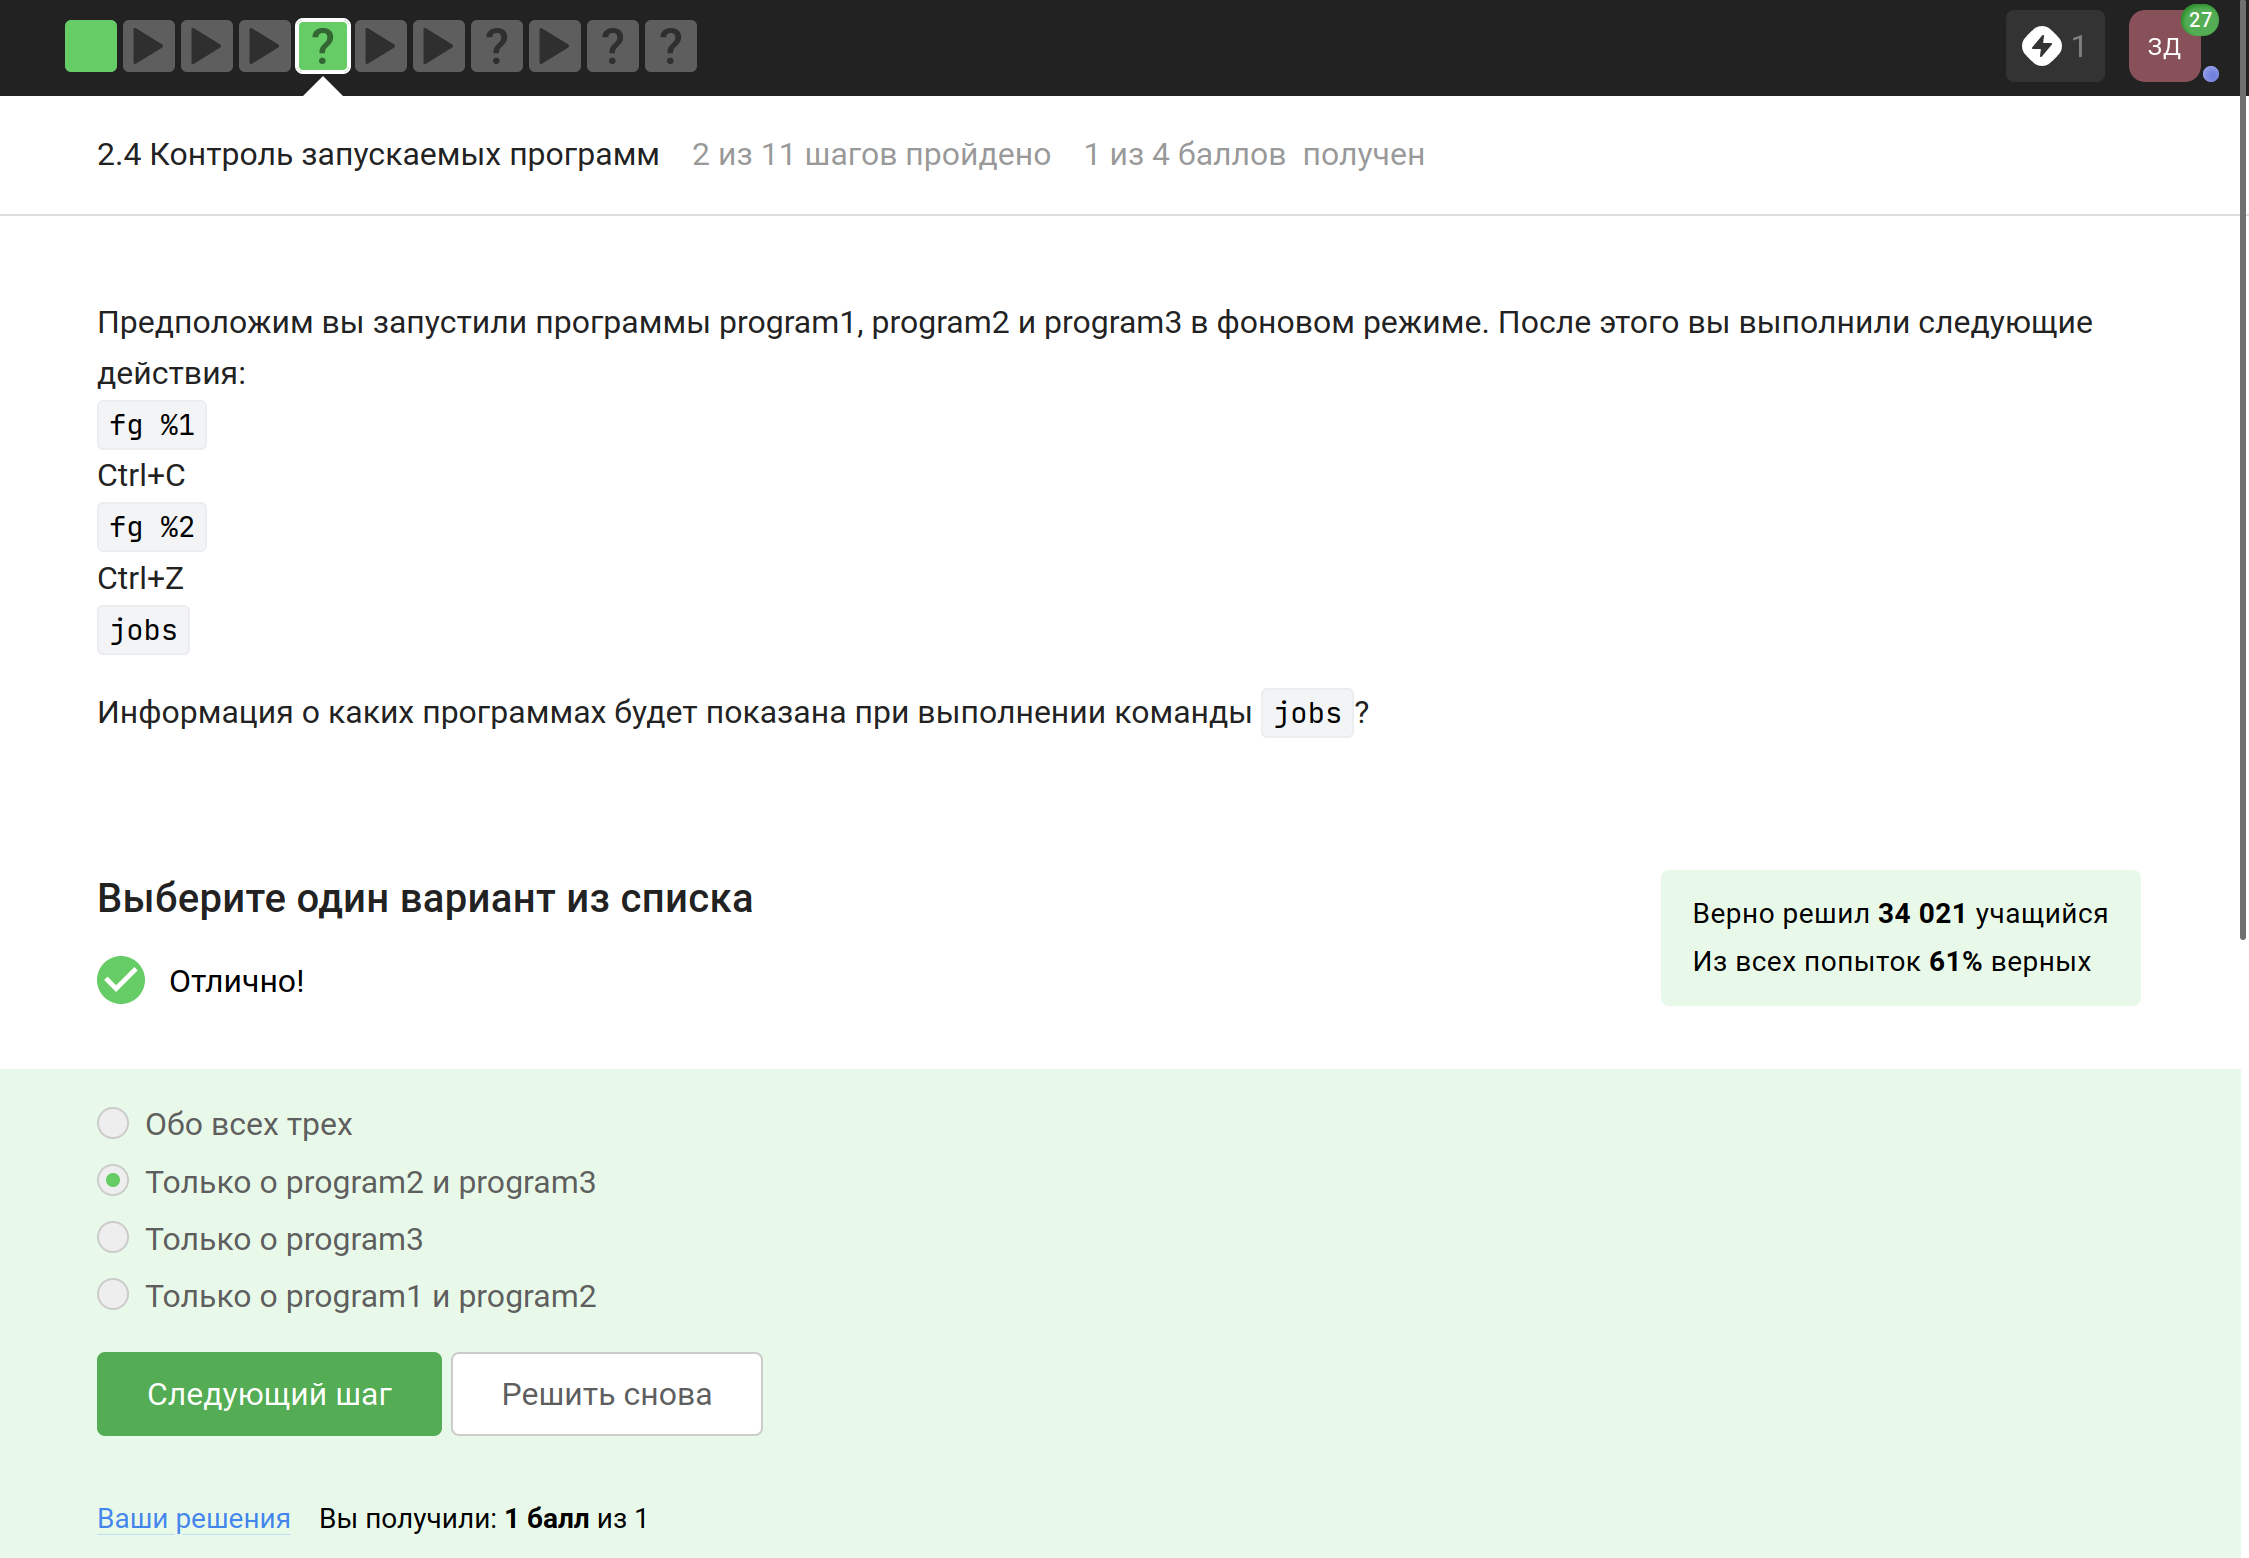 ? ? ? ? 1 ЗД 27
2.4 Контроль запускаемых программ 2 из 11 шагов пройдено 1 из 4 баллов получен
Предположим вы запустили программы program1, program2 и program3 в фоновом режиме. После этого вы выполнили следующие
действия:
fg %1
Ctrl+C
fg %2
Ctrl+Z
jobs
Информация о каких программах будет показана при выполнении команды jobs?
Выберите один вариант из списка
Отлично!
Верно решил 34 021 учащийся
Из всех попыток 61% верных
Обо всех трех
Только о program2 и program3
Только о program3
Только о program1 и program2
Следующий шаг Решить снова
Ваши решения Вы получили: 1 балл из 1